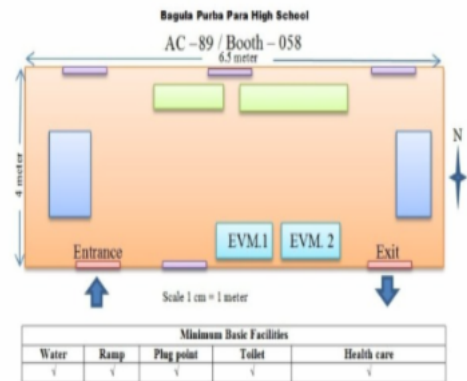 Bagula Purba Para High School
AC –89 / Booth – 058
6.5 meter
4 meter
N
EVM.1 EVM. 2
Entrance Exit
Scale 1 cm = 1 meter
Minimum Basic Facilities
Water Ramp Plug point Toilet Health care
√ √ √ √ √